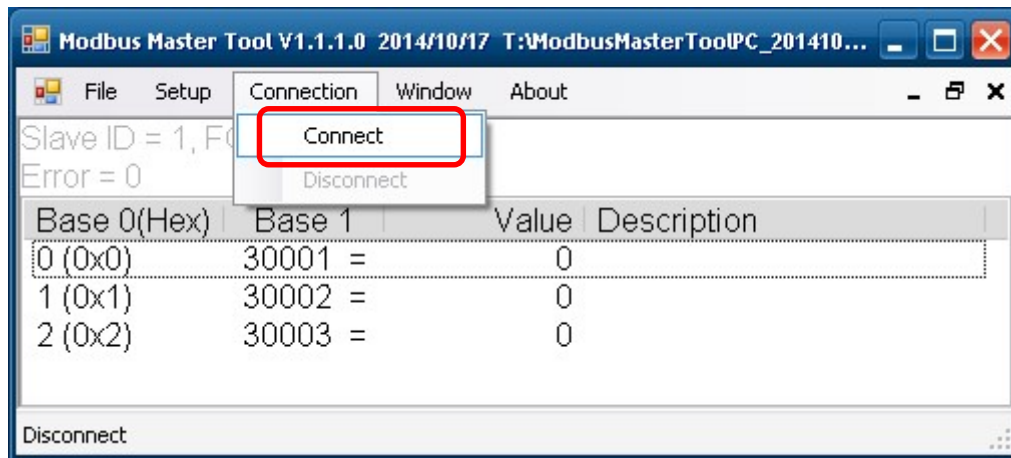 Modbus Master Tool V1.1.1.0 2014/10/17 T:\ModbusMasterToolPC_201410...
File Setup Connection Window About
Connect
Slave ID = 1,
Disconnect
Error = 0
Base 0(Hex) Base 1 Value Description
0 (0x0) 30001 = 0
1 (0x1) 30002 = 0
2 (0x2) 30003 = 0
Disconnect